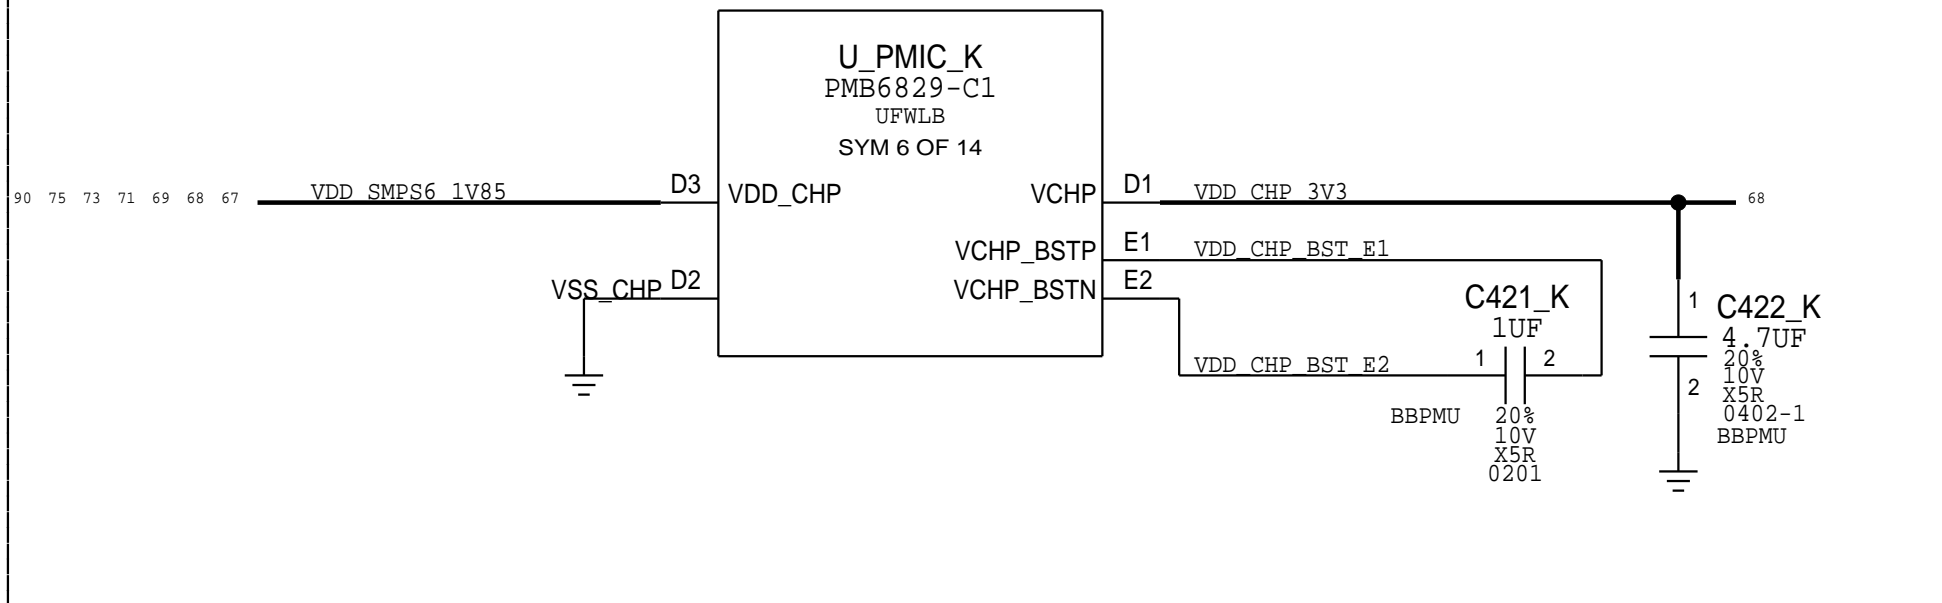 U_PMIC_K
PMB6829-C1
UFWLB
SYM 6 OF 14
90 75 73 71 69 68 67
VDD_SMPS6_1V85
D3
VDD_CHP
VCHP
D1
VDD_CHP_3V3
68
VCHP_BSTP
E1
VDD_CHP_BST_E1
VSS_CHP
D2
VCHP_BSTN
E2
C421_K
1UF
1
2
VDD_CHP_BST_E2
BBPMU
20%
10V
X5R
0201
1
C422_K
4.7UF
20%
10V
2
X5R
0402-1
BBPMU